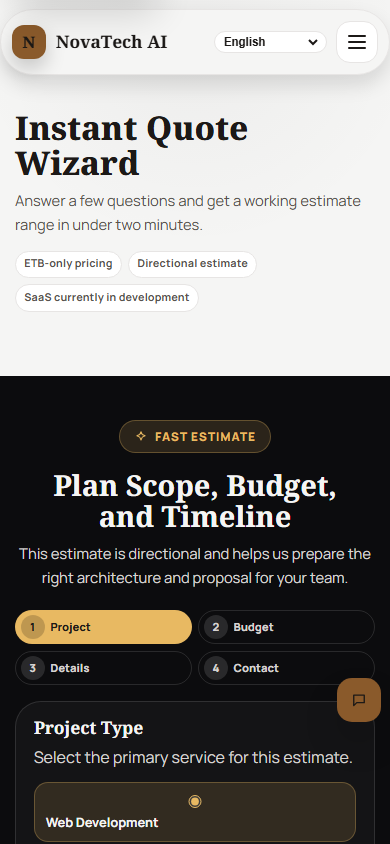 N NovaTech AI English
Instant Quote
Wizard
Answer a few questions and get a working estimate
range in under two minutes.
ETB-only pricing Directional estimate
SaaS currently in development
FAST ESTIMATE
Plan Scope, Budget,
and Timeline
This estimate is directional and helps us prepare the
right architecture and proposal for your team.
1 Project 2 Budget
3 Details 4 Contact
Project Type
Select the primary service for this estimate.
Web Development